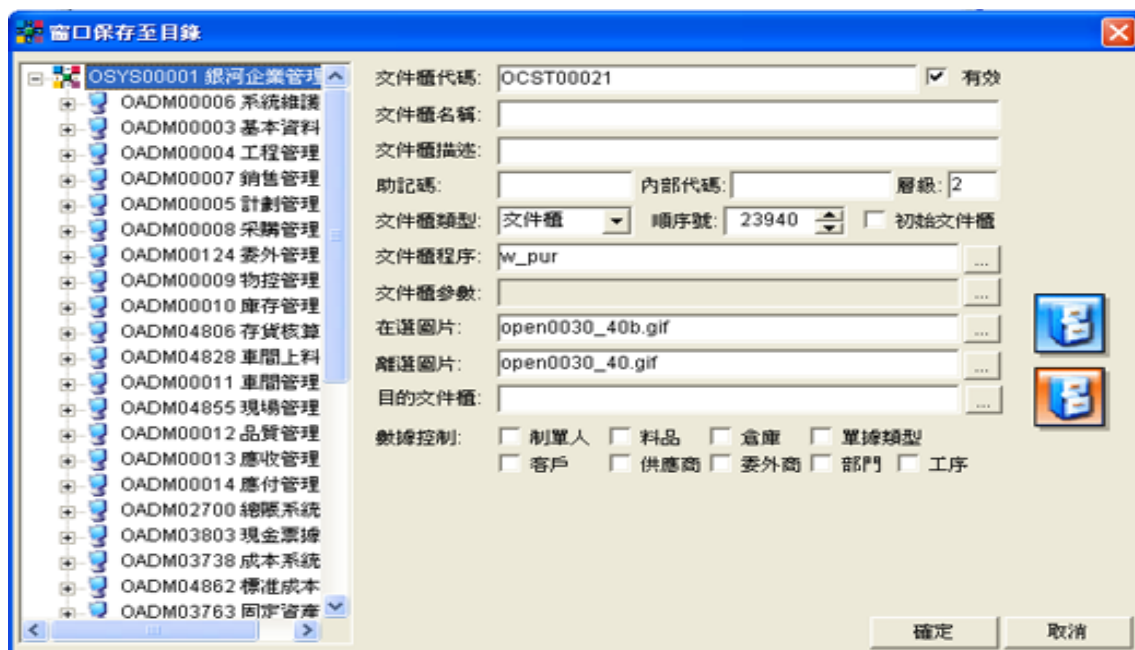 窗口保存至目錄
OSYS00001 銀河企業管理
OADM00006 系統維護
OADM00003 基本資料
OADM00004 工程管理
OADM00007 銷售管理
OADM00005 計劃管理
OADM00008 采購管理
OADM00124 委外管理
OADM00009 物控管理
OADM00010 庫存管理
OADM04806 存貨核算
OADM04828 車間上料
OADM00011 車間管理
OADM04855 現場管理
OADM00012 品質管理
OADM00013 應收管理
OADM00014 應付管理
OADM02700 總賬系統
OADM03803 現金票據
OADM03738 成本系統
OADM04862 標准成本
OADM03763 固定資產
文件櫃代碼: OCST00021 有效
文件櫃名稱:
文件櫃描述:
助記碼: 內部代碼: 層級: 2
文件櫃類型: 文件櫃 順序號: 23940 初始文件櫃
文件櫃程序: w_pur ...
文件櫃參數: ...
在選圖片: open0030_40b.gif ...
離選圖片: open0030_40.gif ...
目的文件櫃: ...
數據控制: 制單人 料品 倉庫 單據類型
客戶 供應商 委外商 部門 工序
確定 取消